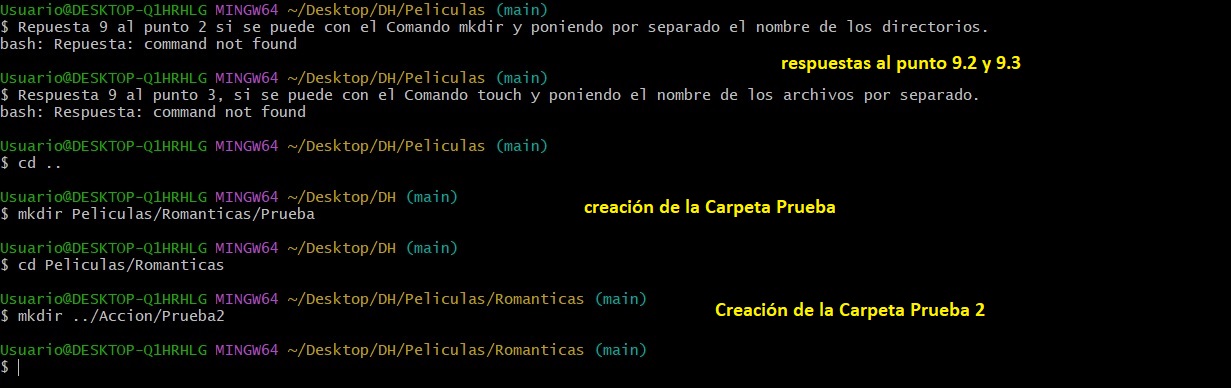 Usuario@DESKTOP-Q1HRHLG MINGW64 ~/Desktop/DH/Peliculas (main)
$ Repuesta 9 al punto 2 si se puede con el Comando mkdir y poniendo por separado el nombre de los directorios.
bash: Repuesta: command not found
respuestas al punto 9.2 y 9.3
Usuario@DESKTOP-Q1HRHLG MINGW64 ~/Desktop/DH/Peliculas (main)
$ Respuesta 9 al punto 3, si se puede con el Comando touch y poniendo el nombre de los archivos por separado.
bash: Respuesta: command not found
Usuario@DESKTOP-Q1HRHLG MINGW64 ~/Desktop/DH/Peliculas (main)
$ cd ..
Usuario@DESKTOP-Q1HRHLG MINGW64 ~/Desktop/DH (main)
$ mkdir Peliculas/Romanticas/Prueba
creación de la Carpeta Prueba
Usuario@DESKTOP-Q1HRHLG MINGW64 ~/Desktop/DH (main)
$ cd Peliculas/Romanticas
Usuario@DESKTOP-Q1HRHLG MINGW64 ~/Desktop/DH/Peliculas/Romanticas (main)
$ mkdir ../Accion/Prueba2
Creación de la Carpeta Prueba 2
Usuario@DESKTOP-Q1HRHLG MINGW64 ~/Desktop/DH/Peliculas/Romanticas (main)
$